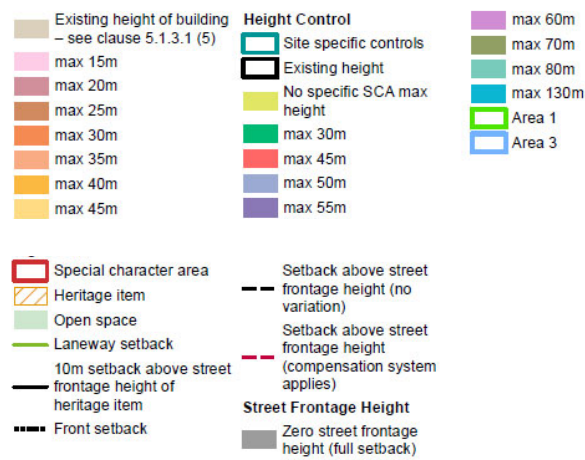 Existing height of building
– see clause 5.1.3.1 (5)
max 15m
max 20m
max 25m
max 30m
max 35m
max 40m
max 45m
Height Control
Site specific controls
Existing height
No specific SCA max
height
max 30m
max 45m
max 50m
max 55m
max 60m
max 70m
max 80m
max 130m
Area 1
Area 3
Special character area
Heritage item
Open space
Laneway setback
10m setback above street
frontage height of
heritage item
Front setback
Setback above street
frontage height (no
variation)
Setback above street
frontage height
(compensation system
applies)
Street Frontage Height
Zero street frontage
height (full setback)